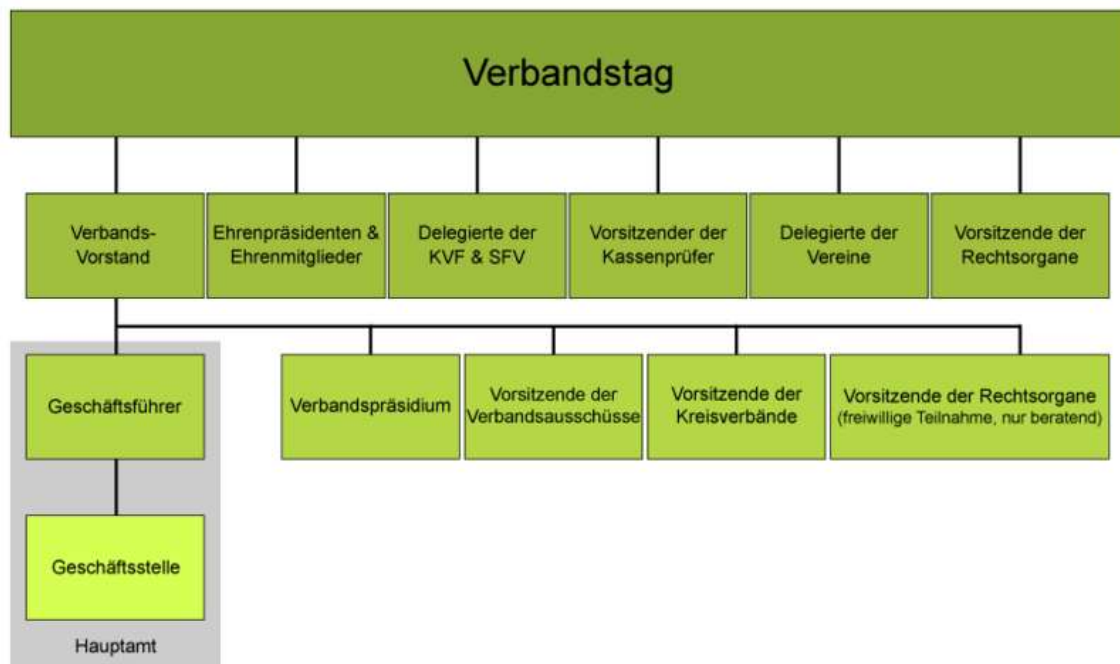 Verbandstag
Verbands-
Vorstand
Ehrenpräsidenten &
Ehrenmitglieder
Delegierte der
KVF & SFV
Vorsitzender der
Kassenprüfer
Delegierte der
Vereine
Vorsitzende der
Rechtsorgane
Geschäftsführer
Verbandspräsidium
Vorsitzende der
Verbandsausschüsse
Vorsitzende der
Kreisverbände
Vorsitzende der Rechtsorgane
(freiwillige Teilnahme, nur beratend)
Geschäftsstelle
Hauptamt